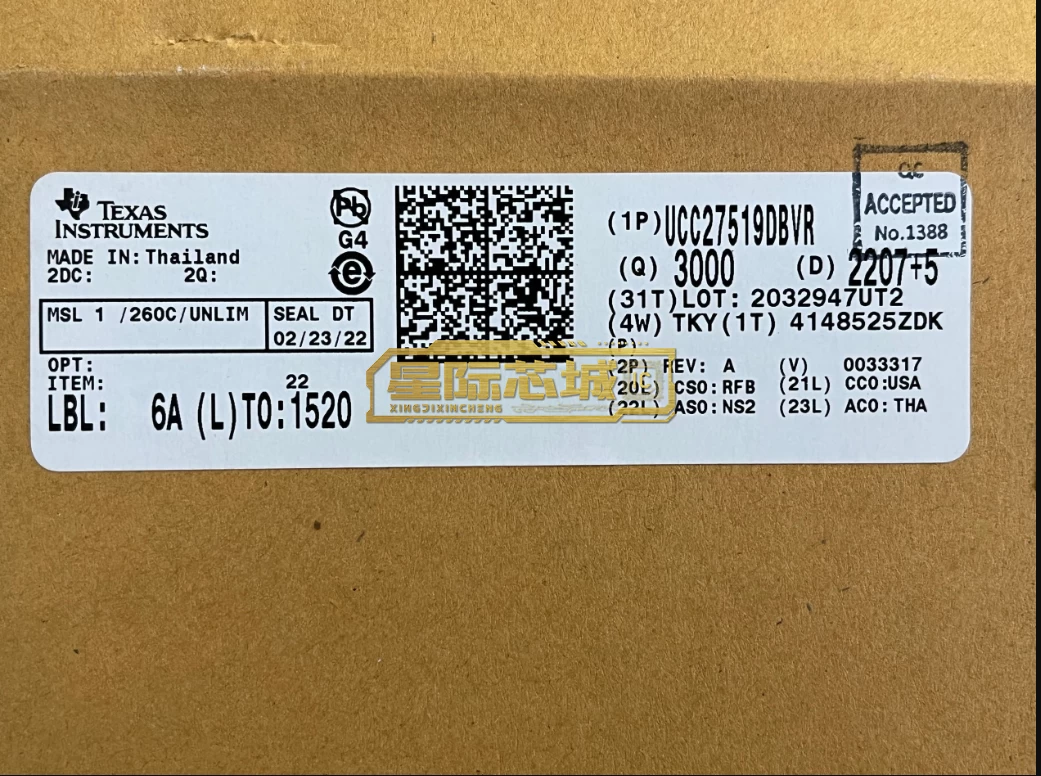 TEXAS
INSTRUMENTS
MADE IN: Thailand
2DC: 2Q:
Pb
G4
e
MSL 1 /260C/UNLIM
SEAL DT
02/23/22
OPT:
ITEM: 22
LBL: 6A (L)TO:1520
(1P)UCC27519DBVR
(Q) 3000 (D) 2207+5
(31T)LOT: 2032947UT2
(4W) TKY(1T) 4148525ZDK
(P)
(2P) REV: A (V) 0033317
(20L) CSO:RFB (21L) CCO:USA
(22L) ASO:NS2 (23L) ACO:THA
QC
ACCEPTED
No.1388
星际芯城 IC
XINGJIXINCHENG